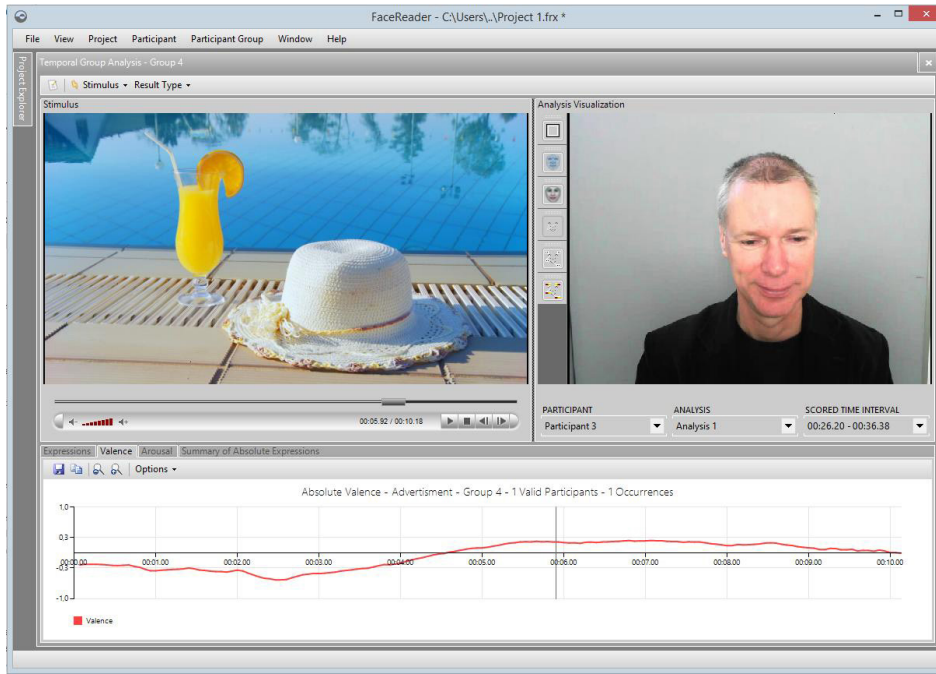 FaceReader - C:\Users\..\Project 1.frx *
File View Project Participant Participant Group Window Help
Project Explorer
Temporal Group Analysis - Group 4
Stimulus Result Type
Stimulus
Analysis Visualization
00:05.92 / 00:10.18
PARTICIPANT ANALYSIS SCORED TIME INTERVAL
Participant 3 Analysis 1 00:26.20 - 00:36.38
Expressions Valence Arousal Summary of Absolute Expressions
Options
Absolute Valence - Advertisment - Group 4 - 1 Valid Participants - 1 Occurrences
1.0
0.3
00:00.00 00:01.00 00:02.00 00:03.00 00:04.00 00:05.00 00:06.00 00:07.00 00:08.00 00:09.00 00:10.00
-0.3
-1.0
Valence